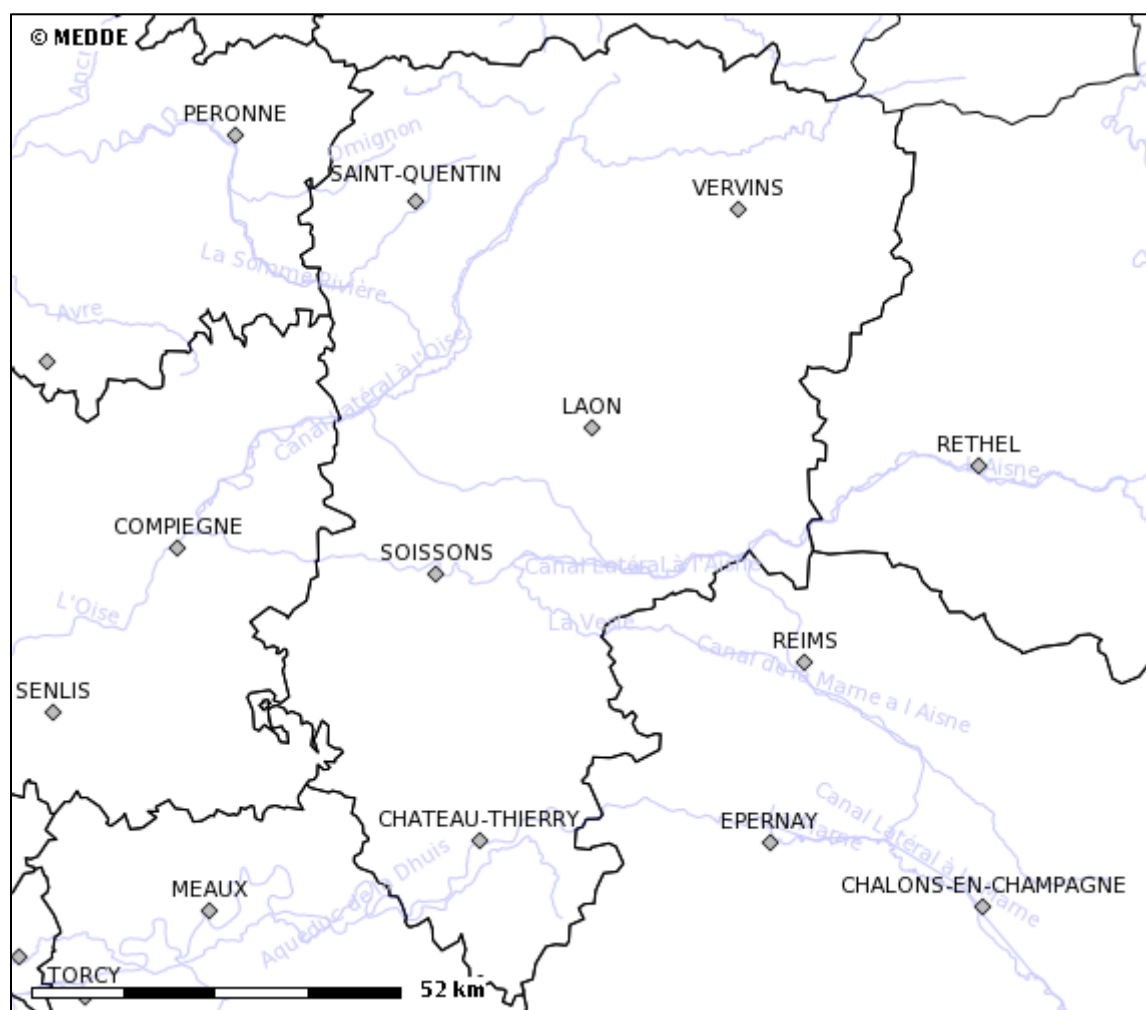 © MEDDE
Ancr
PERONNE
Omignon
SAINT-QUENTIN
VERVINS
La Somme Rivière
Avre
Canal Latéral à l'Oise
LAON
RETHEL
L'Aisne
COMPIEGNE
SOISSONS
Canal Latéral à l'Aisne
L'Oise
La Vesle
REIMS
Canal de la Marne a l Aisne
SENLIS
CHATEAU-THIERRY
EPERNAY
La Marne
Canal Latéral à la Marne
MEAUX
Aqueduc de la Dhuis
CHALONS-EN-CHAMPAGNE
TORCY
52 km